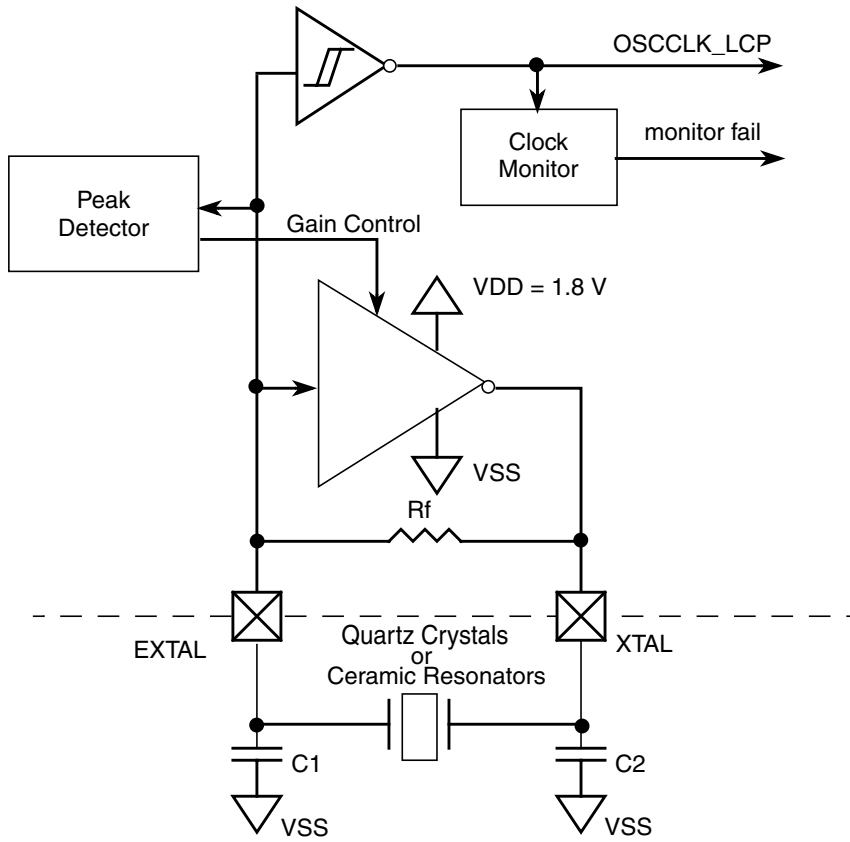 OSCCLK_LCP
Clock
Monitor
monitor fail
Peak
Detector
Gain Control
VDD = 1.8 V
VSS
Rf
EXTAL
Quartz Crystals
or
Ceramic Resonators
XTAL
C1
C2
VSS
VSS